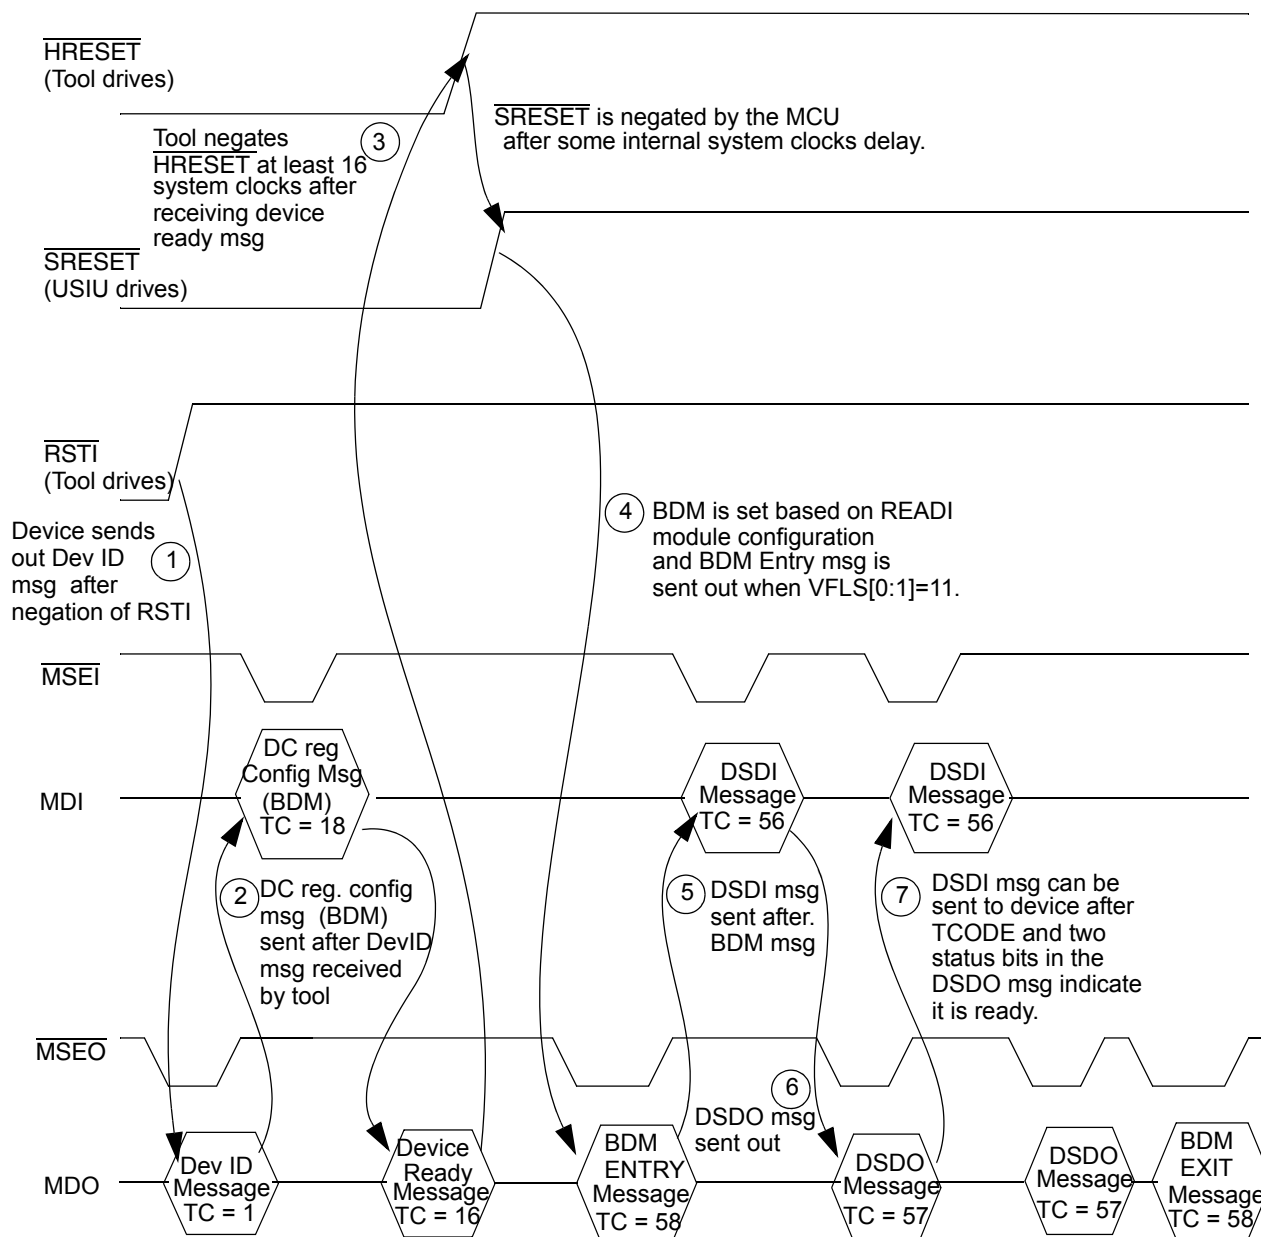 HRESET
(Tool drives)
Tool negates
HRESET at least 16
system clocks after
receiving device
ready msg
3
SRESET is negated by the MCU
after some internal system clocks delay.
SRESET
(USIU drives)
RSTI
(Tool drives)
Device sends
out Dev ID
msg after
negation of RSTI
1
4
BDM is set based on READI
module configuration
and BDM Entry msg is
sent out when VFLS[0:1]=11.
MSEI
MDI
DC reg
Config Msg
(BDM)
TC = 18
DSDI
Message
TC = 56
DSDI
Message
TC = 56
2
DC reg. config
msg (BDM)
sent after DevID
msg received
by tool
5
DSDI msg
sent after.
BDM msg
7
DSDI msg can be
sent to device after
TCODE and two
status bits in the
DSDO msg indicate
it is ready.
MSEO
6
DSDO msg
sent out
MDO
Dev ID
Message
TC = 1
Device
Ready
Message
TC = 16
BDM
ENTRY
Message
TC = 58
DSDO
Message
TC = 57
DSDO
Message
TC = 57
BDM
EXIT
Message
TC = 58